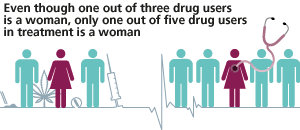 Even though one out of three drug users
is a woman, only one out of five drug users
in treatment is a woman